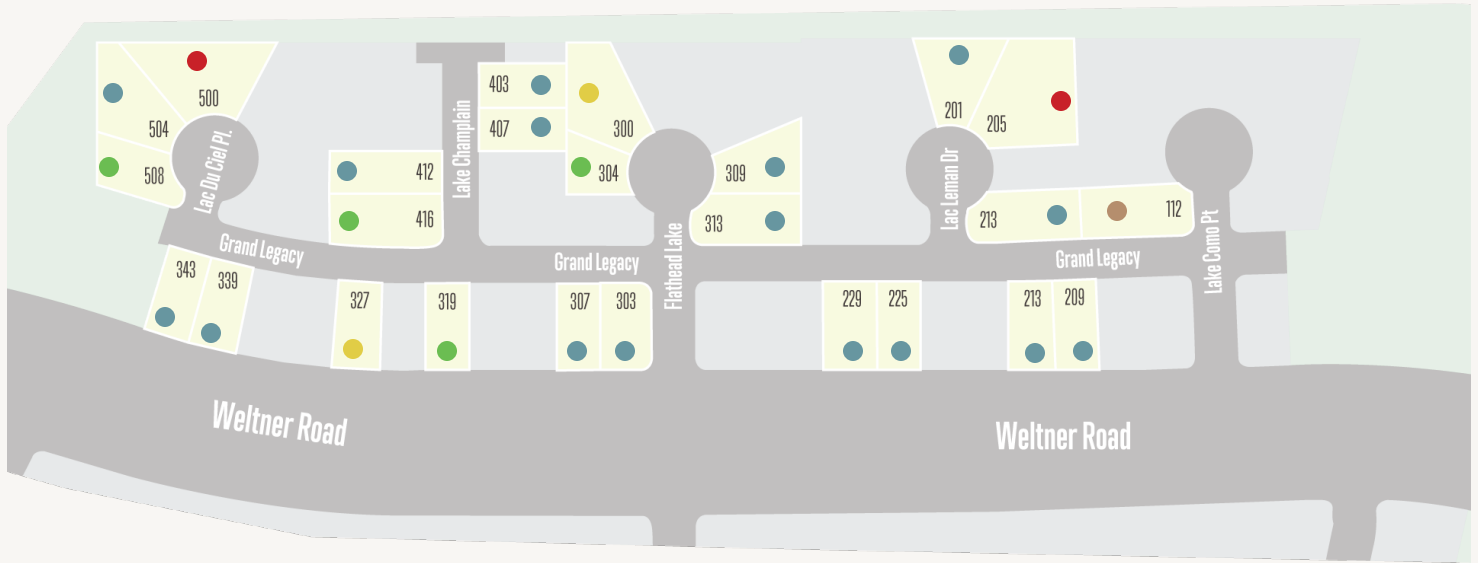 500
504
508
Lac Du Ciel Pl.
Grand Legacy
343
339
412
416
Lake Champlain
403
407
300
304
309
313
Flathead Lake
Grand Legacy
327
319
307
303
201
205
Lac Leman Dr
213
112
Lake Como Pt
Grand Legacy
229
225
213
209
Weltner Road
Weltner Road